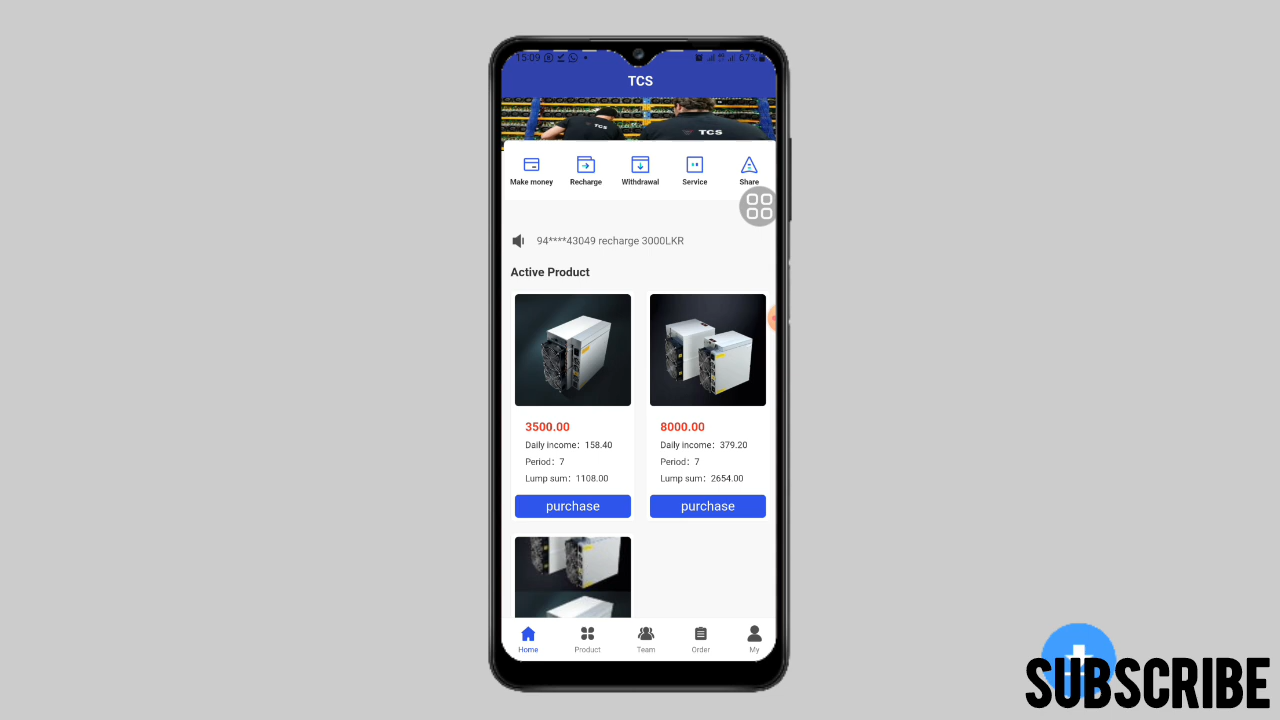 15:09
67%
TCS
TCS
TCS
Make money Recharge Withdrawal Service Share
94****43049 recharge 3000LKR
Active Product
3500.00
Daily income: 158.40
Period: 7
Lump sum: 1108.00
purchase
8000.00
Daily income: 379.20
Period: 7
Lump sum: 2654.00
purchase
Home Product Team Order My
SUBSCRIBE